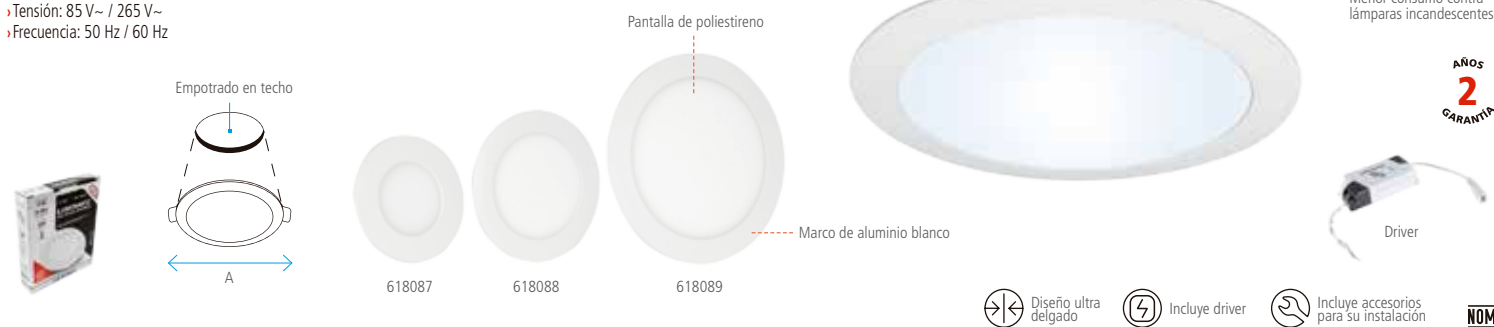 › Tensión: 85 V~ / 265 V~
› Frecuencia: 50 Hz / 60 Hz
Empotrado en techo
A
618087
618088
618089
Pantalla de poliestireno
Marco de aluminio blanco
lámparas incandescentes
AÑOS
2
GARANTÍA
Driver
Diseño ultra
delgado
Incluye driver
Incluye accesorios
para su instalación
NOM